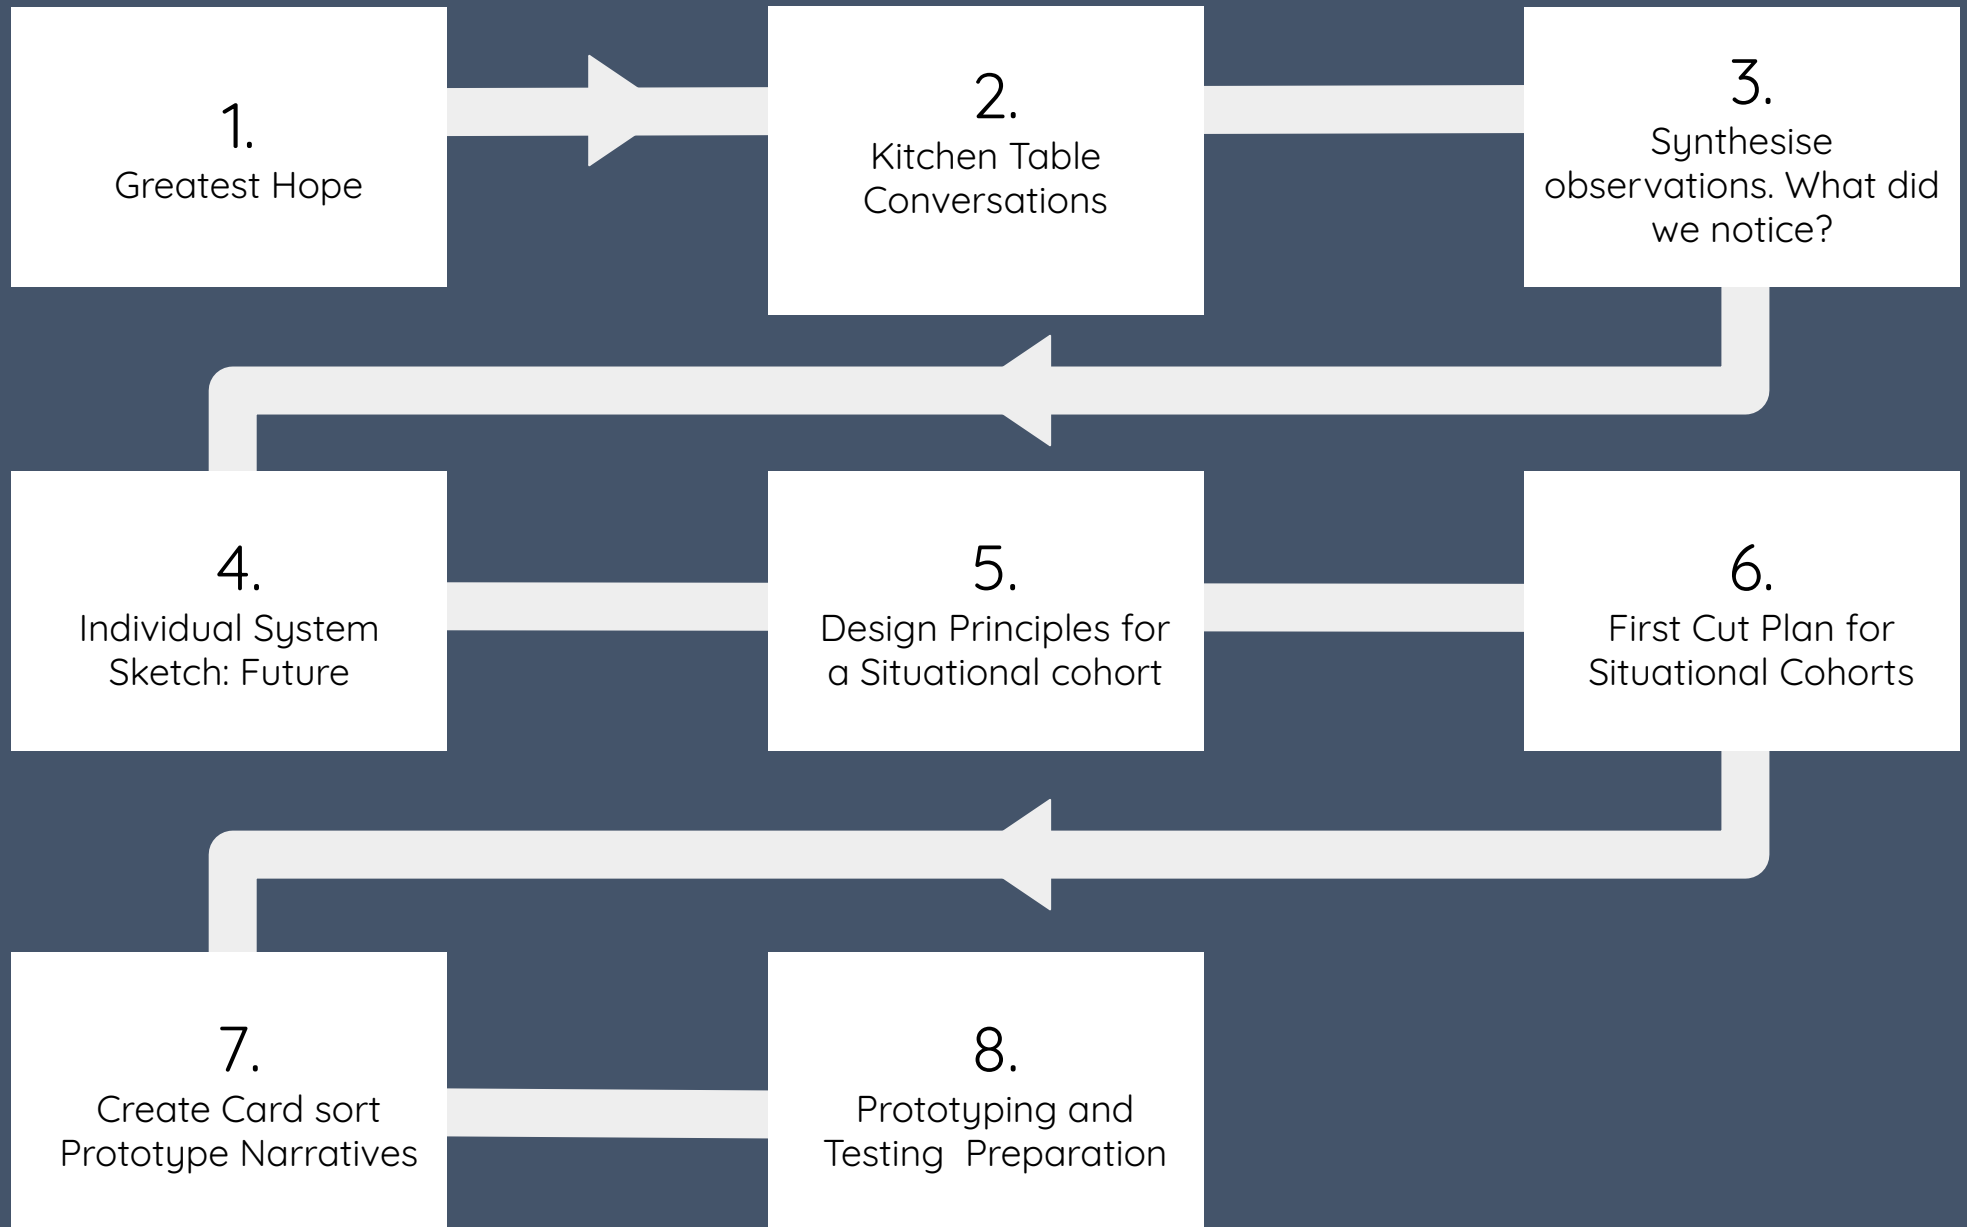 1.
Greatest Hope
2.
Kitchen Table
Conversations
3.
Synthesise
observations. What did
we notice?
4.
Individual System
Sketch: Future
5.
Design Principles for
a Situational cohort
6.
First Cut Plan for
Situational Cohorts
7.
Create Card sort
Prototype Narratives
8.
Prototyping and
Testing  Preparation